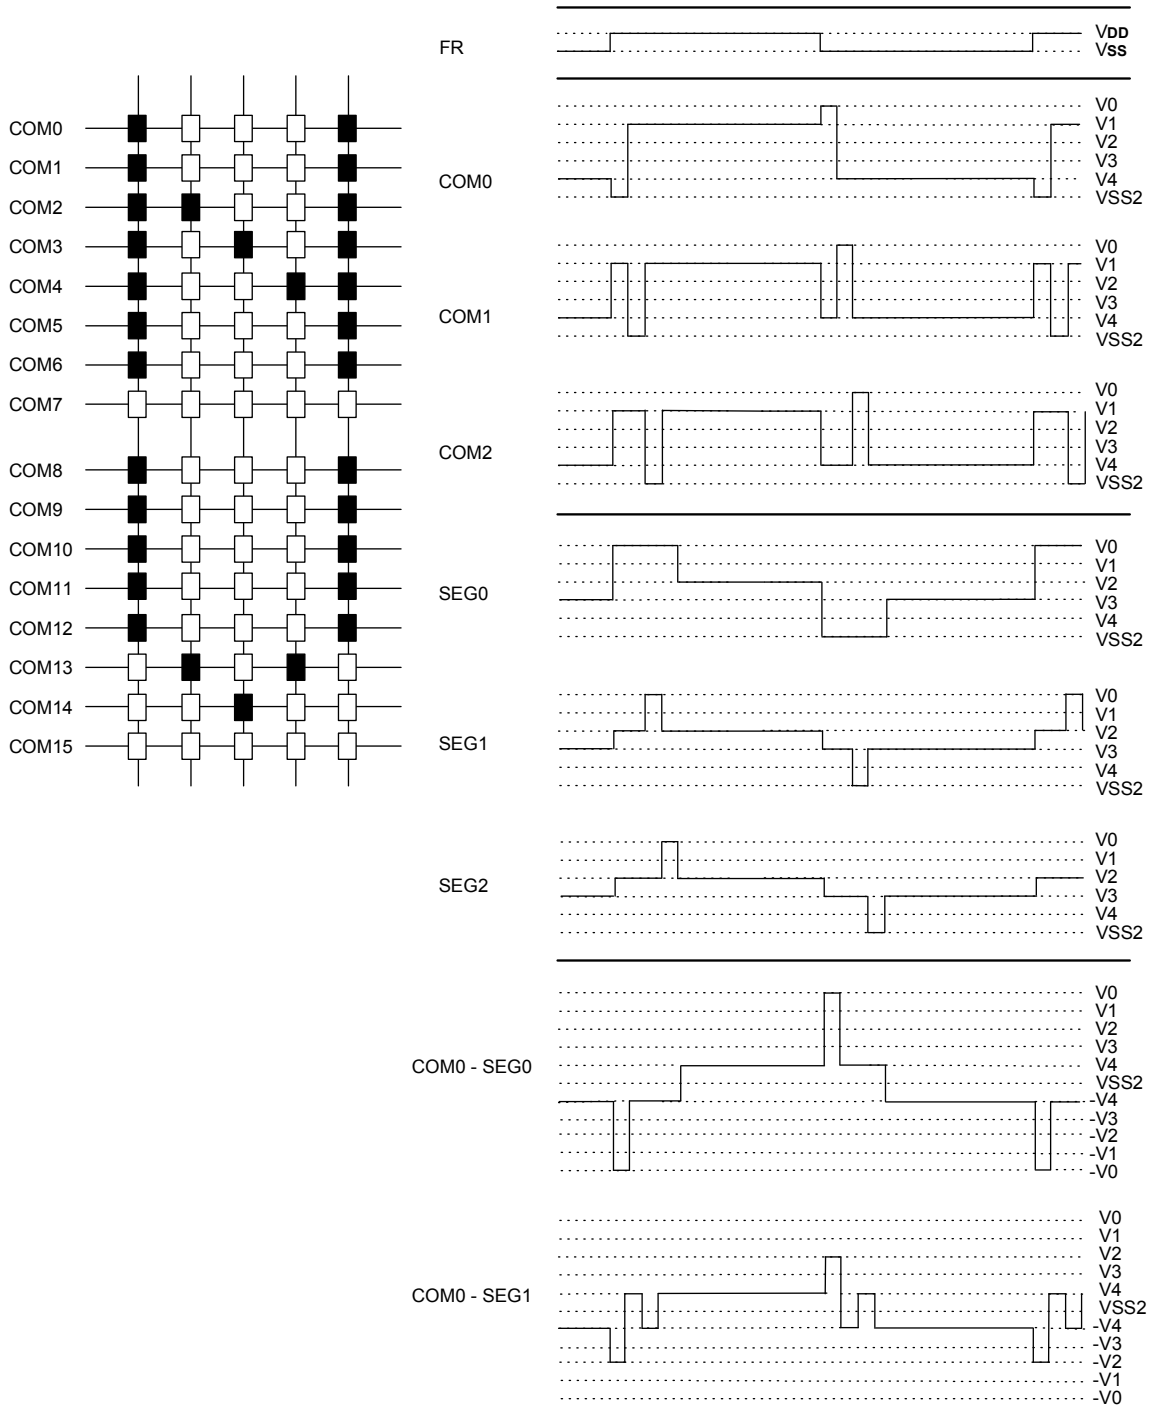 FR
VDD
VSS
COM0
COM1
COM2
COM3
COM4
COM5
COM6
COM7
COM8
COM9
COM10
COM11
COM12
COM13
COM14
COM15
COM0
V0
V1
V2
V3
V4
VSS2
COM1
V0
V1
V2
V3
V4
VSS2
COM2
V0
V1
V2
V3
V4
VSS2
SEG0
V0
V1
V2
V3
V4
VSS2
SEG1
V0
V1
V2
V3
V4
VSS2
SEG2
V0
V1
V2
V3
V4
VSS2
COM0 - SEG0
V0
V1
V2
V3
V4
VSS2
-V4
-V3
-V2
-V1
-V0
COM0 - SEG1
V0
V1
V2
V3
V4
VSS2
-V4
-V3
-V2
-V1
-V0